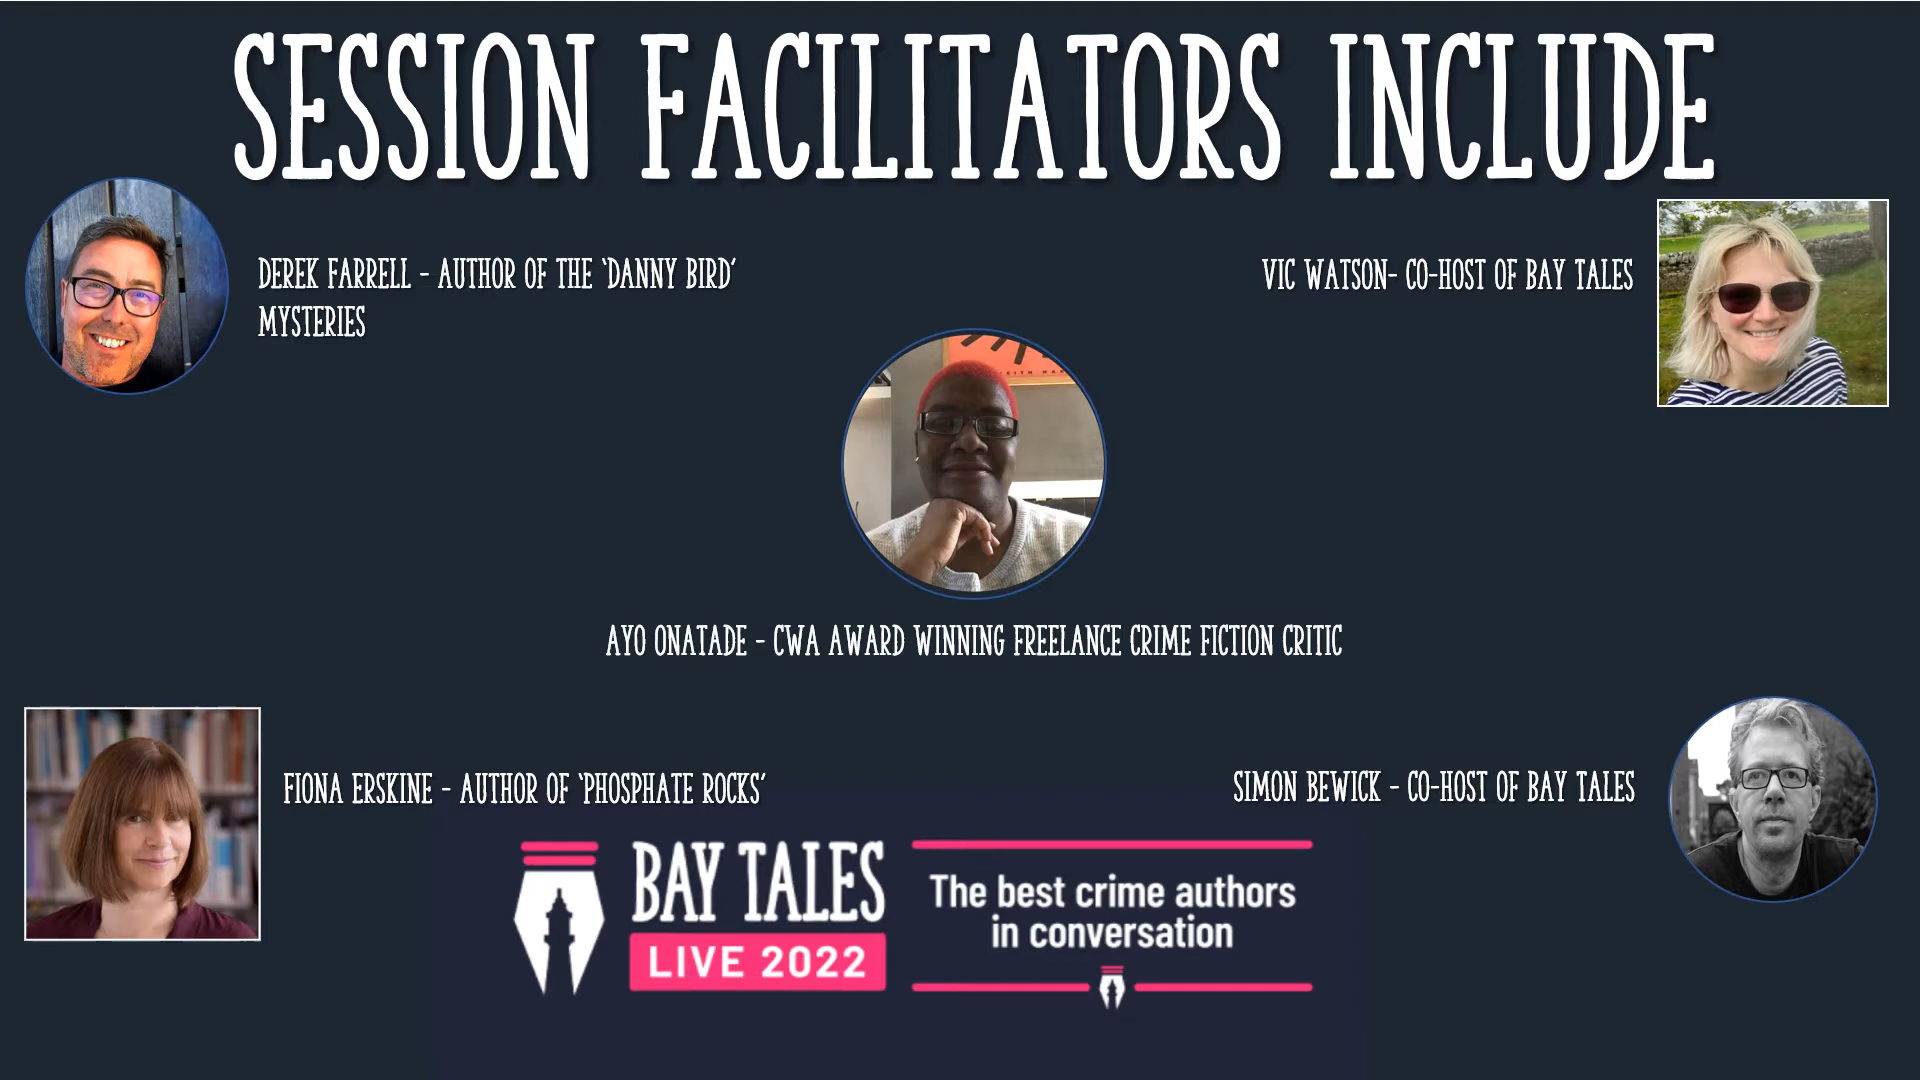 SESSION FACILITATORS INCLUDE
DEREK FARRELL - AUTHOR OF THE 'DANNY BIRD'
MYSTERIES
VIC WATSON- CO-HOST OF BAY TALES
AYO ONATADE - CWA AWARD WINNING FREELANCE CRIME FICTION CRITIC
FIONA ERSKINE - AUTHOR OF 'PHOSPHATE ROCKS'
SIMON BEWICK - CO-HOST OF BAY TALES
BAY TALES
LIVE 2022
The best crime authors
in conversation